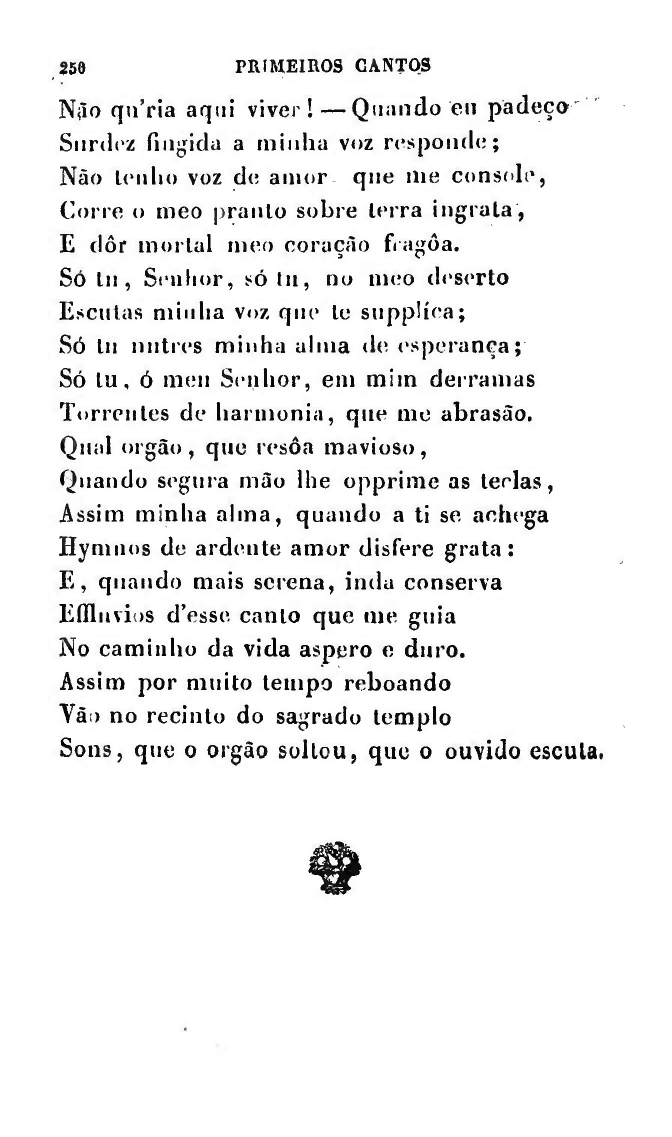 250 PRIMEIROS CANTOS
Não qu'ria aqui viver! — Quando eu padeço
Surdez fingida a minha voz responde;
Não tenho voz de amor que me console,
Corre o meo pranto sobre terra ingrata,
E dôr mortal meo coração fragôa.
Só tu, Senhor, só tu, no meo deserto
Escutas minha voz que te supplíca;
Só tu nutres minha alma de esperança;
Só tu, ó meu Senhor, em mim derramas
Torrentes de harmonia, que me abrasão.
Qual orgão, que resôa mavioso,
Quando segura mão lhe opprime as teclas,
Assim minha alma, quando a ti se achega
Hymnos de ardente amor disfere grata:
E, quando mais serena, inda conserva
Effluvios d'esse canto que me guia
No caminho da vida aspero e duro.
Assim por muito tempo reboando
Vão no recinto do sagrado templo
Sons, que o orgão soltou, que o ouvido escuta.